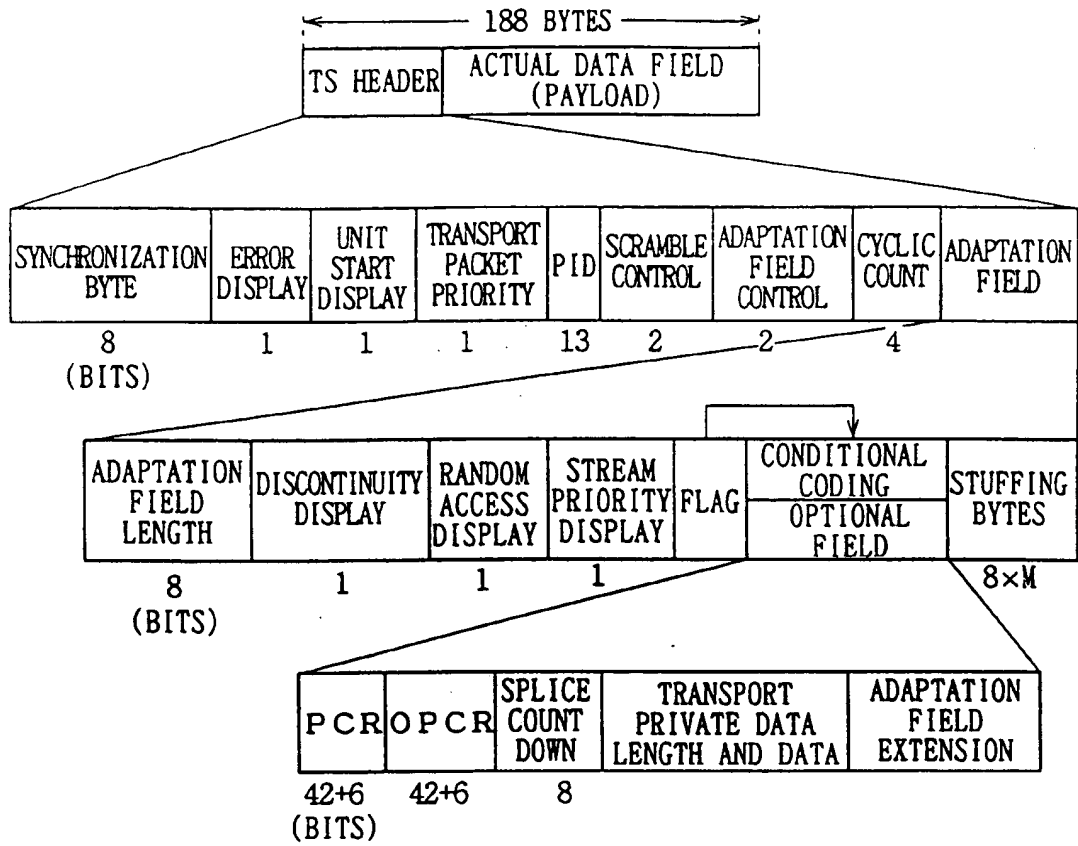 188 BYTES
TS HEADER
ACTUAL DATA FIELD
(PAYLOAD)
SYNCHRONIZATION
BYTE
ERROR
DISPLAY
UNIT
START
DISPLAY
TRANSPORT
PACKET
PRIORITY
PID
SCRAMBLE
CONTROL
ADAPTATION
FIELD
CONTROL
CYCLIC
COUNT
ADAPTATION
FIELD
8
(BITS)
1
1
1
13
2
2
4
ADAPTATION
FIELD
LENGTH
DISCONTINUITY
DISPLAY
RANDOM
ACCESS
DISPLAY
STREAM
PRIORITY
DISPLAY
FLAG
CONDITIONAL
CODING
OPTIONAL
FIELD
STUFFING
BYTES
8
(BITS)
1
1
1
8×M
PCR
OPCR
SPLICE
COUNT
DOWN
TRANSPORT
PRIVATE DATA
LENGTH AND DATA
ADAPTATION
FIELD
EXTENSION
42+6
(BITS)
42+6
8